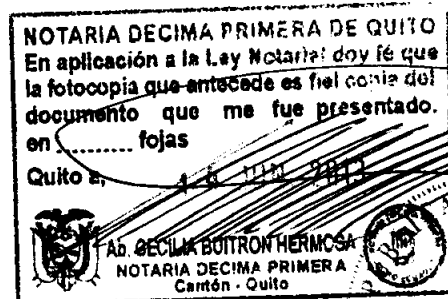 NOTARIA DECIMA PRIMERA DE QUITO
En aplicación a la Ley Notarial doy fé que
la fotocopia que antecede es fiel copia del
documento que me fue presentado.
en .......... fojas
Quito a, JUN 2013
Ab. CECILIA BUITRON HERMOSA
NOTARIA DECIMA PRIMERA
Cantón - Quito